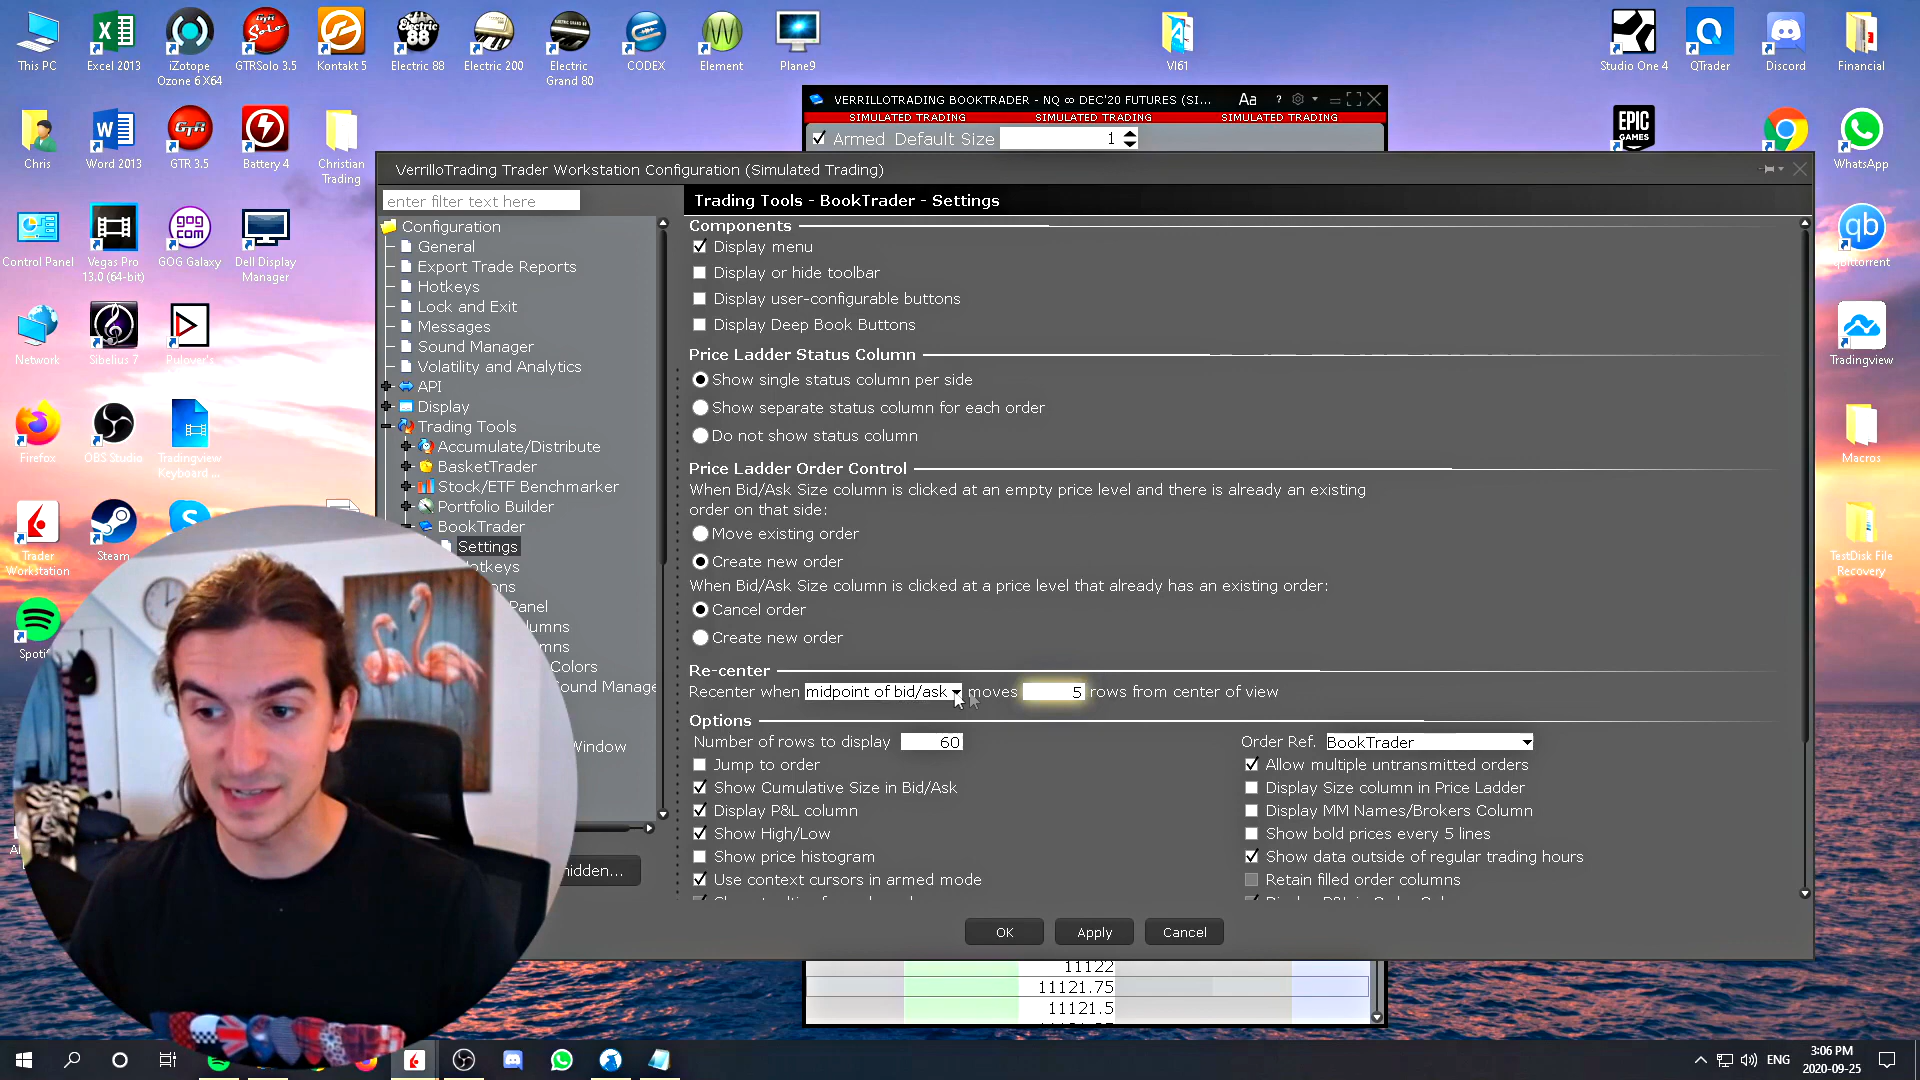 This PC
Excel 2013
iZotope Ozone 6 X64
GTRSolo 3.5
Kontakt 5
Electric 88
Electric 200
Electric Grand 80
CODEX
Element
Plane9
VI61
Studio One 4
QTrader
Discord
Financial
Chris
Word 2013
GTR 3.5
Battery 4
Christian Trading
EPIC GAMES
WhatsApp
Control Panel
Vegas Pro 13.0 (64-bit)
GOG Galaxy
Dell Display Manager
Network
Sibelius 7
Pulover's
Tradingview
Firefox
OBS Studio
Tradingview Keyboard ...
Macros
Trader Workstation
Steam
TestDisk File Recovery
Spotif
VERRILLOTRADING BOOKTRADER - NQ ∞ DEC'20 FUTURES (SI...
Aa ?
SIMULATED TRADING SIMULATED TRADING SIMULATED TRADING
Armed Default Size 1
VerrilloTrading Trader Workstation Configuration (Simulated Trading)
enter filter text here
Configuration
General
Export Trade Reports
Hotkeys
Lock and Exit
Messages
Sound Manager
Volatility and Analytics
API
Display
Trading Tools
Accumulate/Distribute
BasketTrader
Stock/ETF Benchmarker
Portfolio Builder
BookTrader
Settings
otkeys
ons
Panel
lumns
mns
Colors
ound Manage
Window
hidden...
Trading Tools - BookTrader - Settings
Components
Display menu
Display or hide toolbar
Display user-configurable buttons
Display Deep Book Buttons
Price Ladder Status Column
Show single status column per side
Show separate status column for each order
Do not show status column
Price Ladder Order Control
When Bid/Ask Size column is clicked at an empty price level and there is already an existing
order on that side:
Move existing order
Create new order
When Bid/Ask Size column is clicked at a price level that already has an existing order:
Cancel order
Create new order
Re-center
Recenter when midpoint of bid/ask moves 5 rows from center of view
Options
Number of rows to display 60
Order Ref. BookTrader
Jump to order
Allow multiple untransmitted orders
Show Cumulative Size in Bid/Ask
Display Size column in Price Ladder
Display P&L column
Display MM Names/Brokers Column
Show High/Low
Show bold prices every 5 lines
Show price histogram
Show data outside of regular trading hours
Use context cursors in armed mode
Retain filled order columns
OK Apply Cancel
11122
11121.75
11121.5
ENG
3:06 PM
2020-09-25